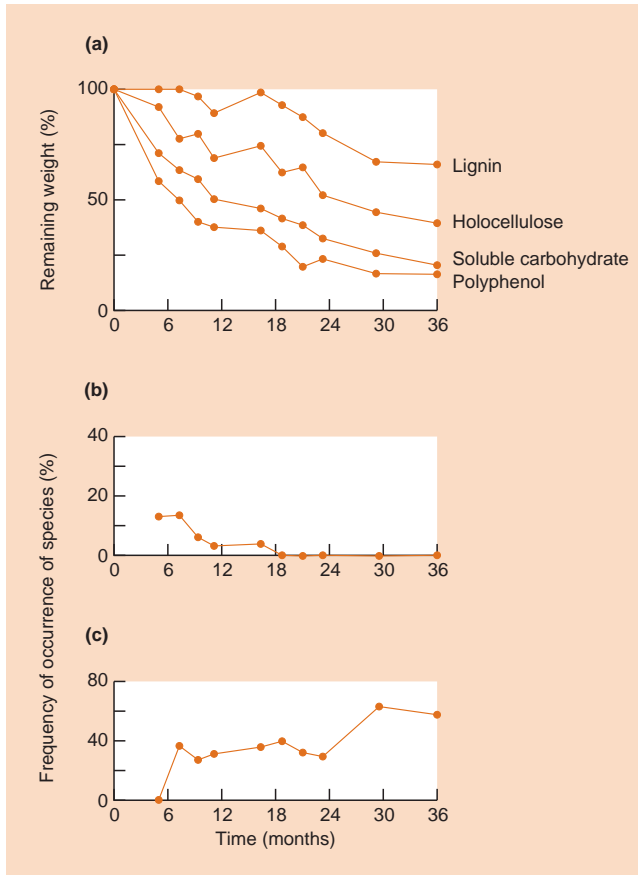 (a)
Remaining weight (%)
100
50
0
0 6 12 18 24 30 36
Lignin
Holocellulose
Soluble carbohydrate
Polyphenol
(b)
Frequency of occurrence of species (%)
40
20
0
0 6 12 18 24 30 36
(c)
80
40
0
0 6 12 18 24 30 36
Time (months)